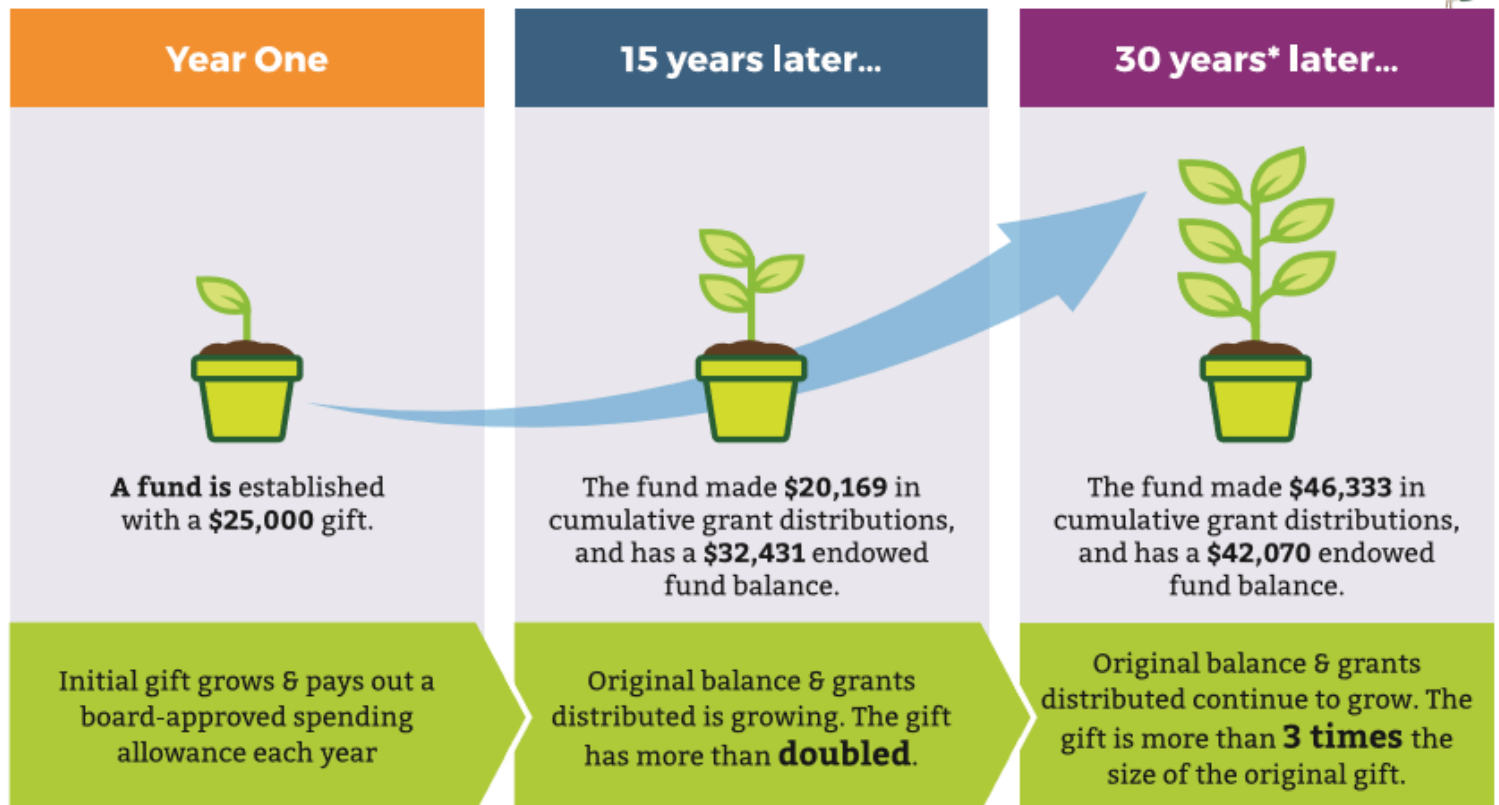 Year One
A fund is established
with a $25,000 gift.
Initial gift grows & pays out a
board-approved spending
allowance each year
15 years later...
The fund made $20,169 in
cumulative grant distributions,
and has a $32,431 endowed
fund balance.
Original balance & grants
distributed is growing. The gift
has more than doubled.
30 years* later...
The fund made $46,333 in
cumulative grant distributions,
and has a $42,070 endowed
fund balance.
Original balance & grants
distributed continue to grow. The
gift is more than 3 times the
size of the original gift.